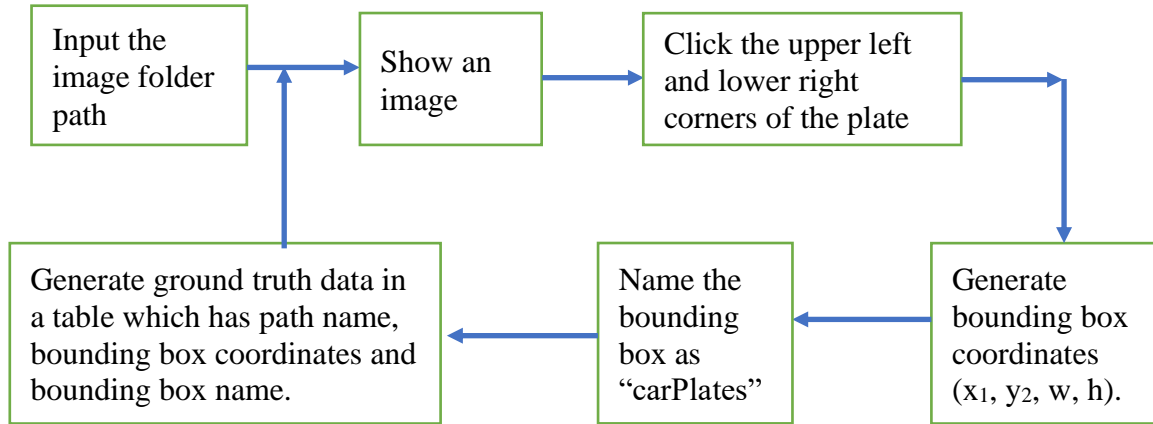 Input the
image folder
path
Show an
image
Click the upper left
and lower right
corners of the plate
Generate ground truth data in
a table which has path name,
bounding box coordinates and
bounding box name.
Name the
bounding
box as
“carPlates”
Generate
bounding box
coordinates
(x₁, y₂, w, h).